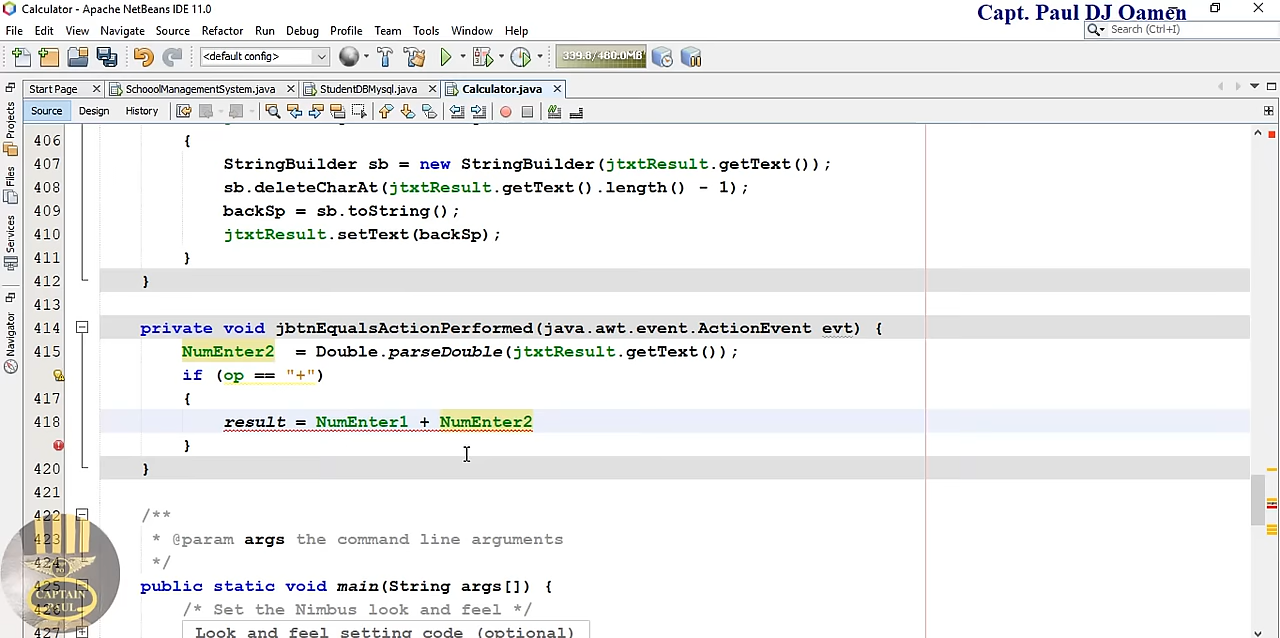 Calculator - Apache NetBeans IDE 11.0
Capt. Paul DJ Oamen
File Edit View Navigate Source Refactor Run Debug Profile Team Tools Window Help
Search (Ctrl+I)
<default config>
339.8/460.0MB
Start Page SchooolManagementSystem.java StudentDBMysql.java Calculator.java
Source Design History
Projects
Files
Services
Navigator
406 {
407 StringBuilder sb = new StringBuilder(jtxtResult.getText());
408 sb.deleteCharAt(jtxtResult.getText().length() - 1);
409 backSp = sb.toString();
410 jtxtResult.setText(backSp);
411 }
412 }
413
414 private void jbtnEqualsActionPerformed(java.awt.event.ActionEvent evt) {
415 NumEnter2  = Double.parseDouble(jtxtResult.getText());
if (op == "+")
417 {
418 result = NumEnter1 + NumEnter2
}
420 }
421
422 /**
423 * @param args the command line arguments
424 */
425 public static void main(String args[]) {
426 /* Set the Nimbus look and feel */
427 Look and feel setting code (optional)
CAPTAIN
PAUL